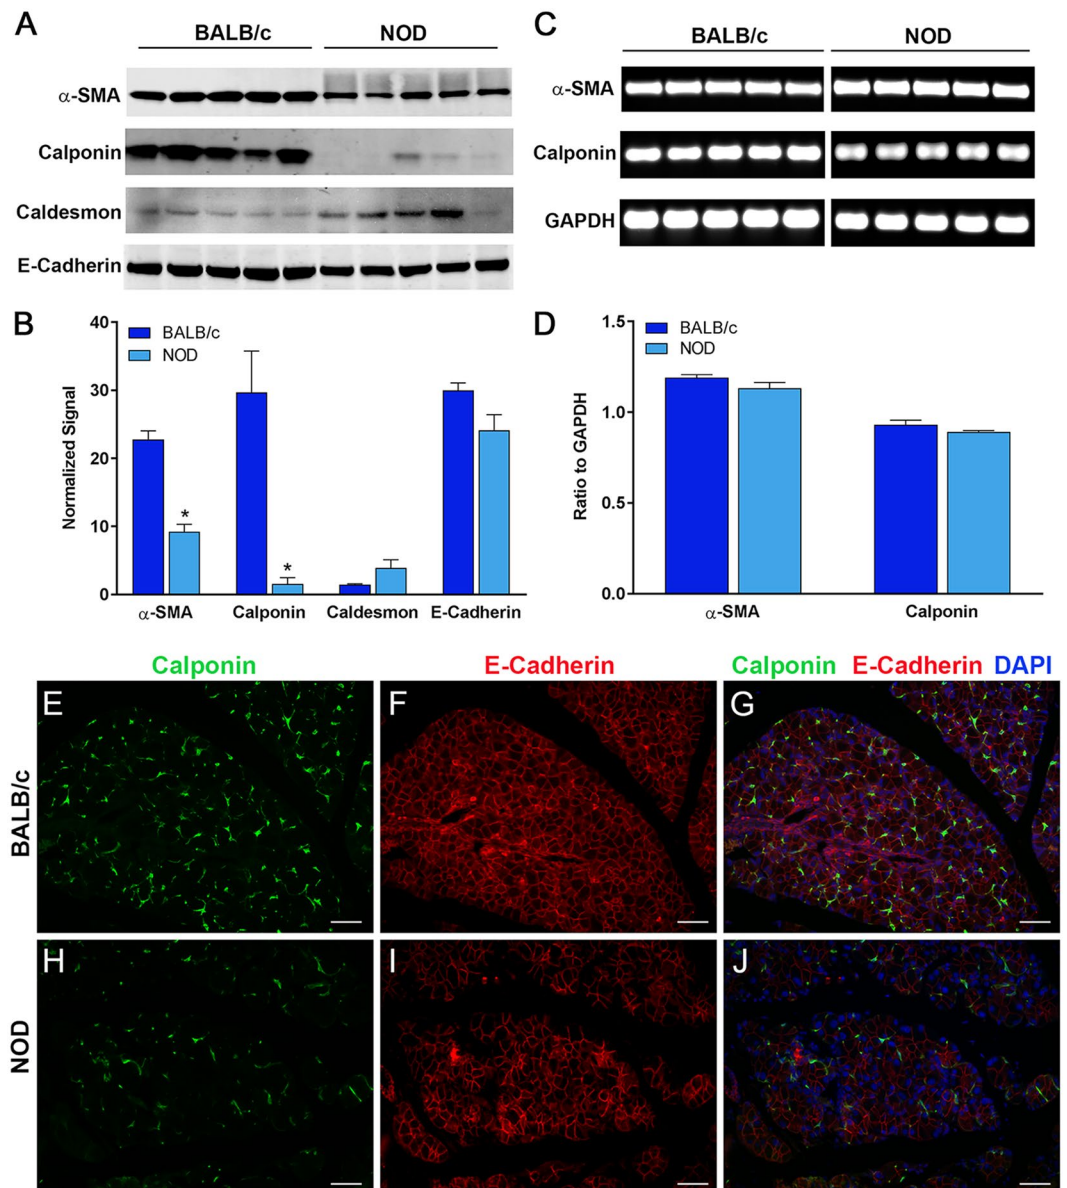 A
BALB/c NOD
α-SMA
Calponin
Caldesmon
E-Cadherin
C
BALB/c NOD
α-SMA
Calponin
GAPDH
B
Normalized Signal
40
30
20
10
0
BALB/c
NOD
*
*
α-SMA Calponin Caldesmon E-Cadherin
D
Ratio to GAPDH
1.5
1.0
0.5
0.0
BALB/c
NOD
α-SMA Calponin
Calponin E-Cadherin Calponin E-Cadherin DAPI
BALB/c
E F G
NOD
H I J